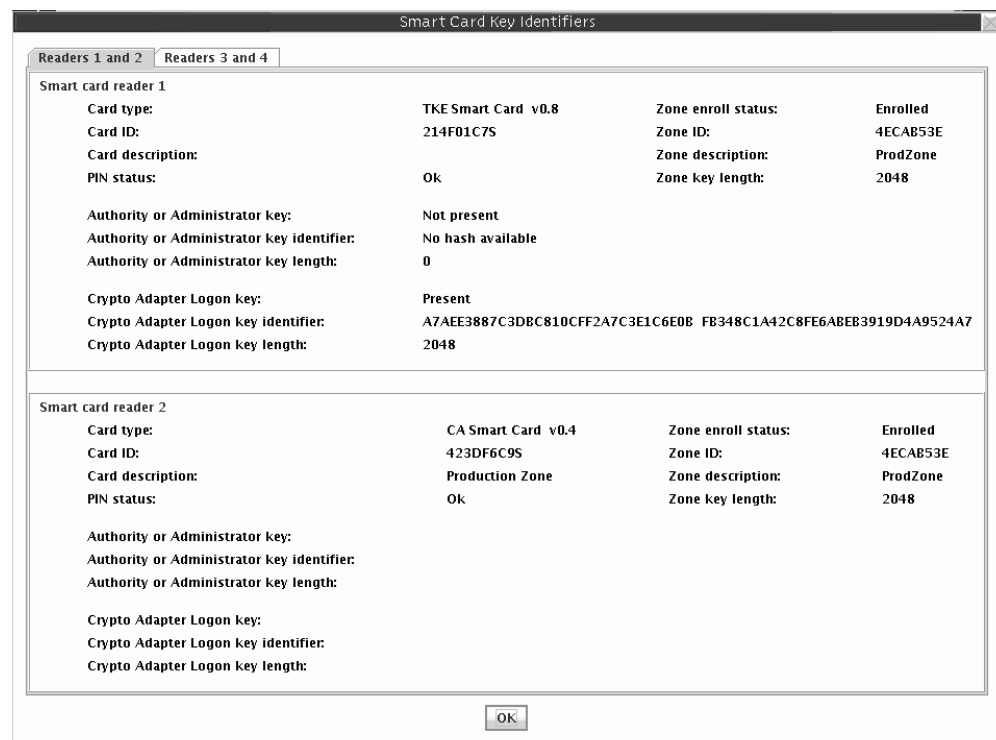 Smart Card Key Identifiers
Readers 1 and 2 Readers 3 and 4
Smart card reader 1
Card type: TKE Smart Card v0.8 Zone enroll status: Enrolled
Card ID: 214F01C7S Zone ID: 4ECAB53E
Card description: Zone description: ProdZone
PIN status: Ok Zone key length: 2048
Authority or Administrator key: Not present
Authority or Administrator key identifier: No hash available
Authority or Administrator key length: 0
Crypto Adapter Logon key: Present
Crypto Adapter Logon key identifier: A7AEE3887C3DBC810CFF2A7C3E1C6E0B FB348C1A42C8FE6ABEB3919D4A9524A7
Crypto Adapter Logon key length: 2048
Smart card reader 2
Card type: CA Smart Card v0.4 Zone enroll status: Enrolled
Card ID: 423DF6C9S Zone ID: 4ECAB53E
Card description: Production Zone Zone description: ProdZone
PIN status: Ok Zone key length: 2048
Authority or Administrator key:
Authority or Administrator key identifier:
Authority or Administrator key length:
Crypto Adapter Logon key:
Crypto Adapter Logon key identifier:
Crypto Adapter Logon key length:
OK